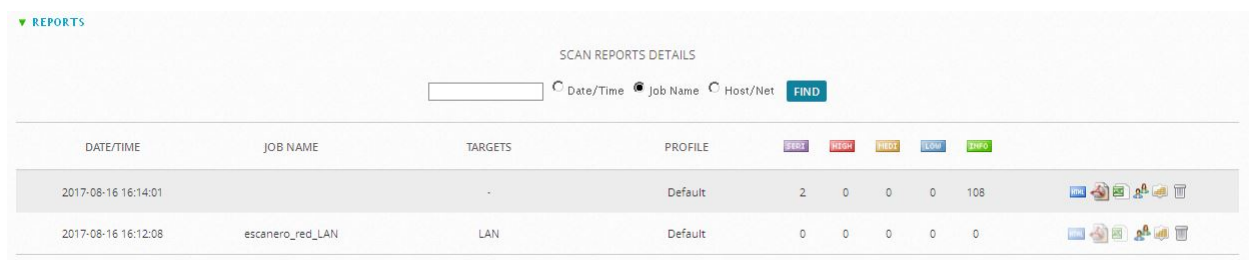 ▼ REPORTS
SCAN REPORTS DETAILS
Date/Time Job Name Host/Net FIND
DATE/TIME JOB NAME TARGETS PROFILE SERI HIGH MEDI LOW INFO
2017-08-16 16:14:01 - Default 2 0 0 0 108 HTML
2017-08-16 16:12:08 escanero_red_LAN LAN Default 0 0 0 0 0 HTML